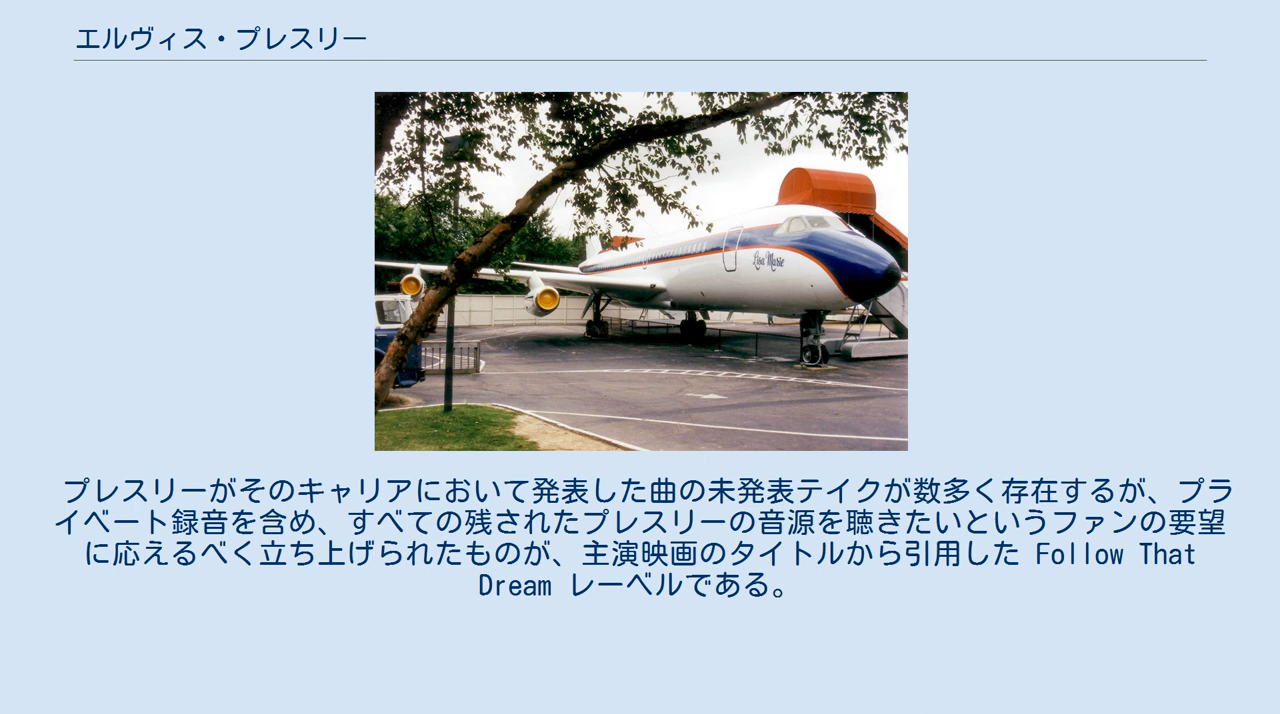 エルヴィス・プレスリー
Lisa Marie
プレスリーがそのキャリアにおいて発表した曲の未発表テイクが数多く存在するが、プラ
イベート録音を含め、すべての残されたプレスリーの音源を聴きたいというファンの要望
に応えるべく立ち上げられたものが、主演映画のタイトルから引用した Follow That
Dream レーベルである。